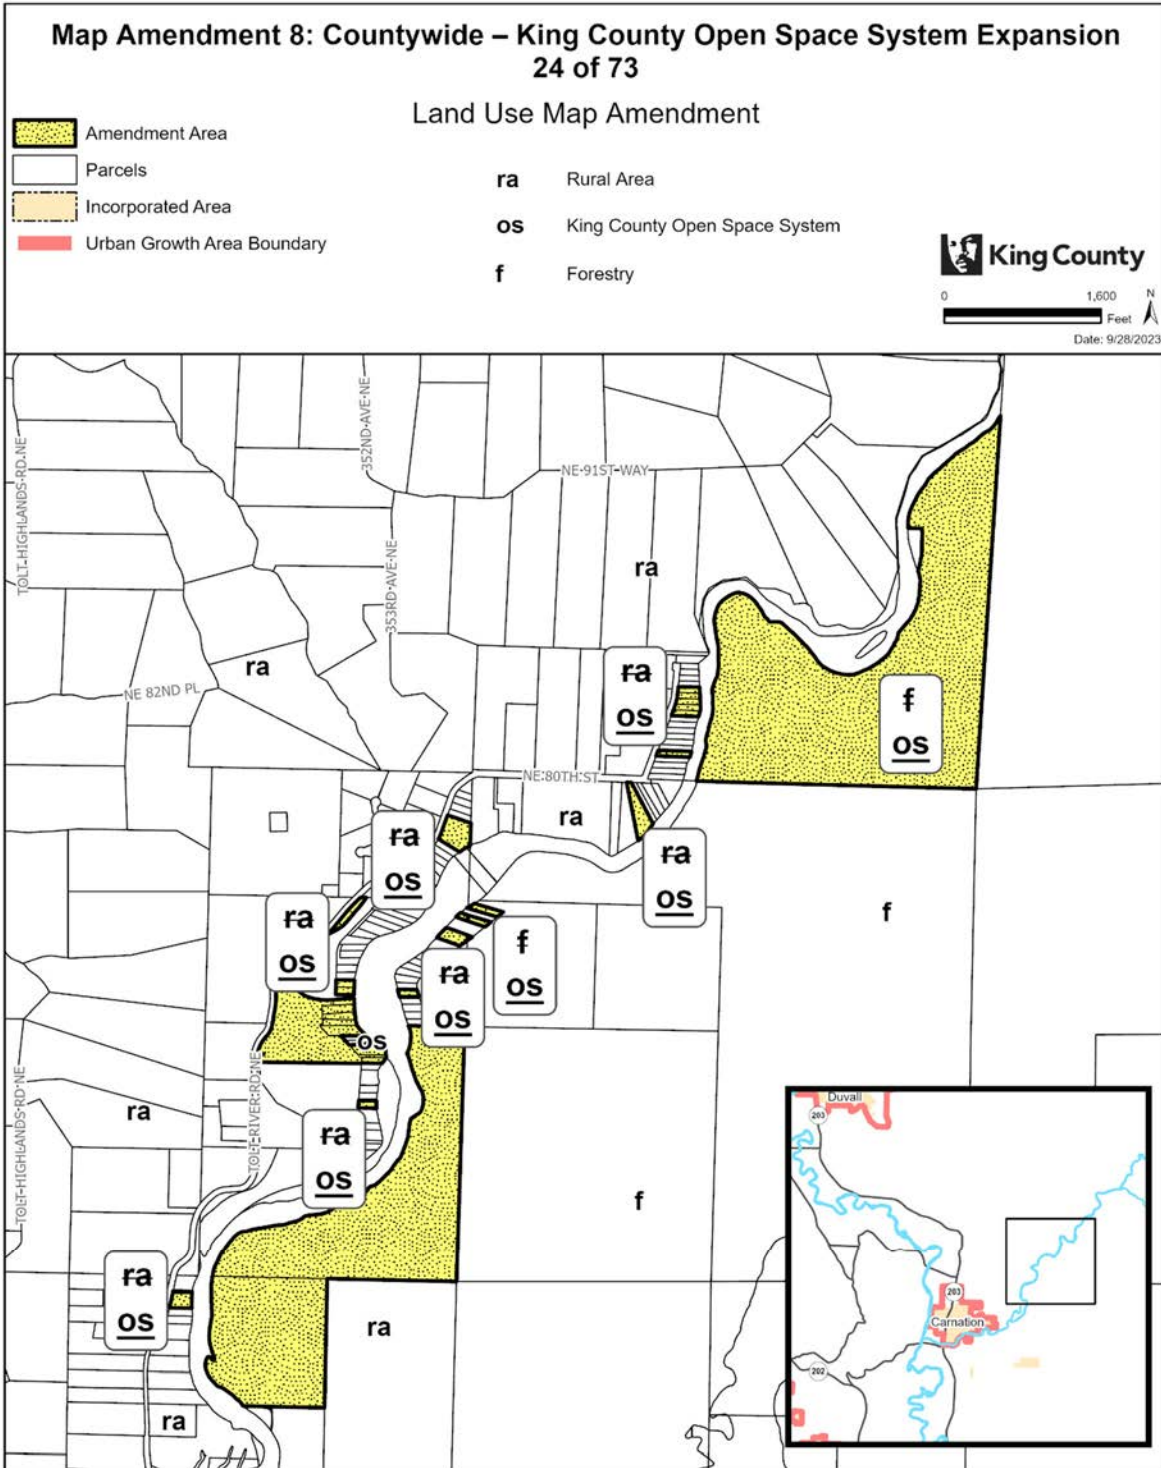 Map Amendment 8: Countywide – King County Open Space System Expansion
24 of 73
Land Use Map Amendment
Amendment Area
Parcels
Incorporated Area
Urban Growth Area Boundary
ra Rural Area
os King County Open Space System
f Forestry
King County
0 1,600
Feet
N
Date: 9/28/2023
TOLT-HIGHLANDS-RD-NE
352ND-AVE-NE
NE-91ST-WAY
353RD-AVE-NE
ra
ra
NE 82ND PL
ra
os
f
os
NE-80TH-ST
ra
ra
os
ra
os
ra
os
f
os
ra
os
f
os
TOLT-RIVER-RD-NE
TOLT-HIGHLANDS-RD-NE
ra
ra
os
f
ra
os
ra
ra
Duvall
203
203
Carnation
202